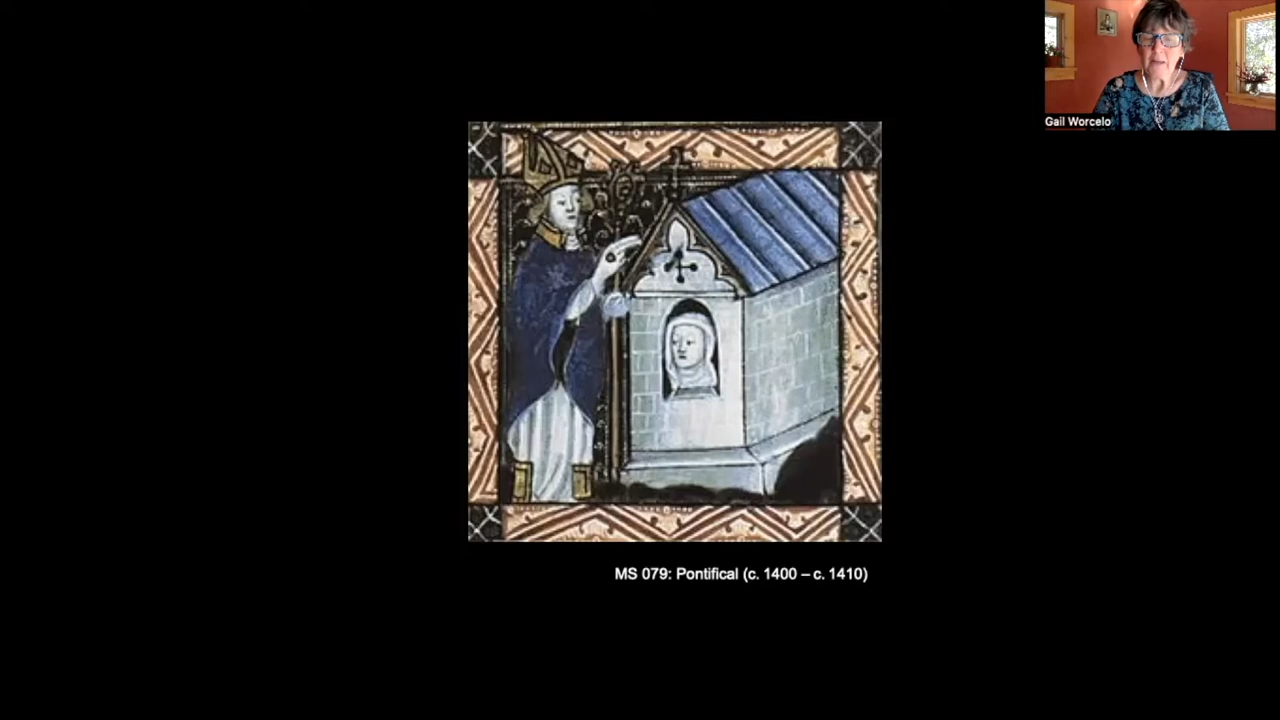 Gail Worcelo
MS 079: Pontifical (c. 1400 – c. 1410)